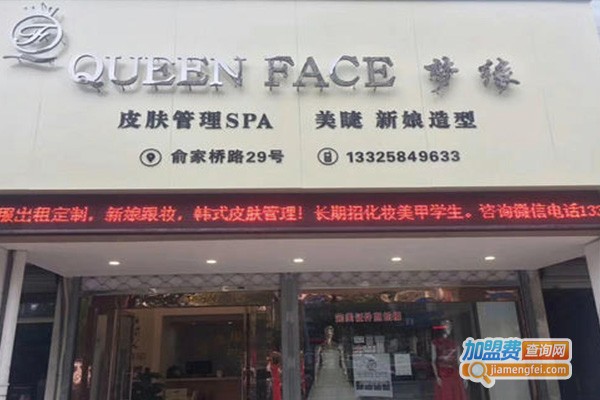 QUEEN FACE 梦缘
皮肤管理SPA 美睫 新娘造型
俞家桥路29号 13325849633
服出租定制，新娘跟妆，韩式皮肤管理！长期招化妆美甲学生。咨询微信电话133
加盟费查询网
jiamengfei.com